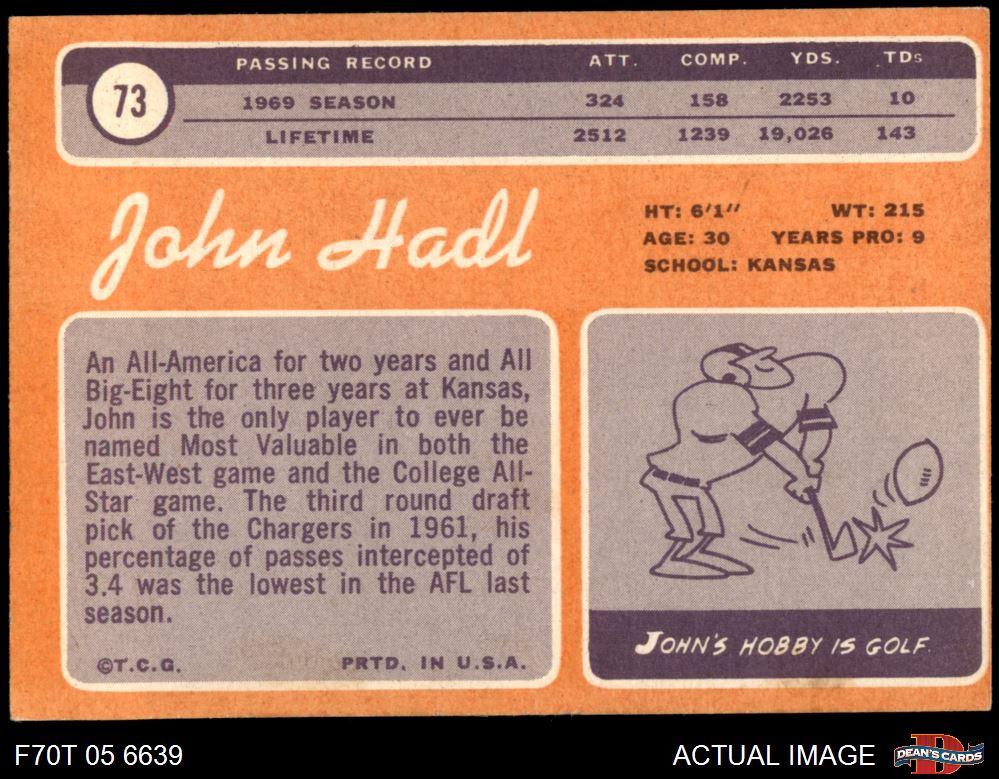 PASSING RECORD ATT. COMP. YDS. TDs
73
1969 SEASON 324 158 2253 10
LIFETIME 2512 1239 19,026 143
John Hadl
HT: 6'1" WT: 215
AGE: 30 YEARS PRO: 9
SCHOOL: KANSAS
An All-America for two years and All
Big-Eight for three years at Kansas,
John is the only player to ever be
named Most Valuable in both the
East-West game and the College All-
Star game. The third round draft
pick of the Chargers in 1961, his
percentage of passes intercepted of
3.4 was the lowest in the AFL last
season.
©T.C.G. PRTD. IN U.S.A.
JOHN'S HOBBY IS GOLF.
F70T 05 6639
ACTUAL IMAGE
D
DEAN'S CARDS